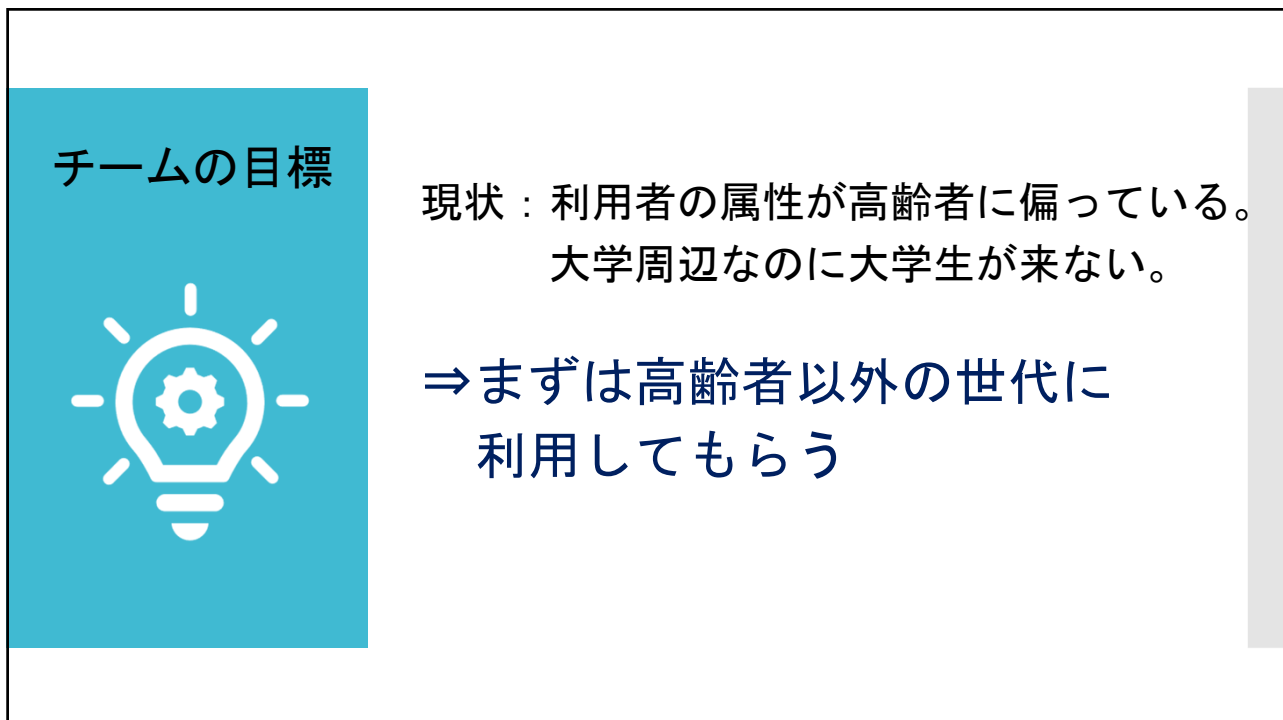 チームの目標
現状：利用者の属性が高齢者に偏っている。
大学周辺なのに大学生が来ない。
⇒まずは高齢者以外の世代に
利用してもらう